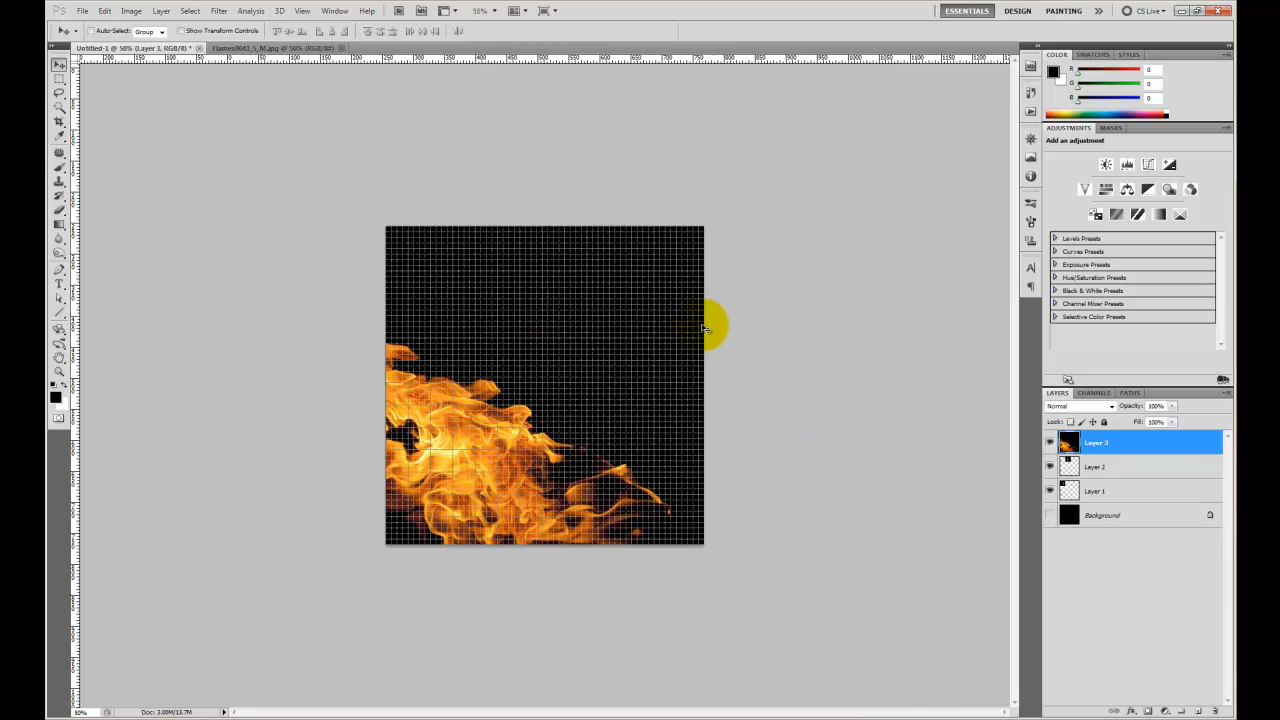 Ps File Edit Image Layer Select Filter Analysis 3D View Window Help 50% ESSENTIALS DESIGN PAINTING CS Live
Auto-Select: Group Show Transform Controls
Untitled-1 @ 50% (Layer 3, RGB/8) * Flames0043_5_M.jpg @ 50% (RGB/8#)
COLOR SWATCHES STYLES
R 0
G 0
B 0
ADJUSTMENTS MASKS
Add an adjustment
Levels Presets
Curves Presets
Exposure Presets
Hue/Saturation Presets
Black & White Presets
Channel Mixer Presets
Selective Color Presets
LAYERS CHANNELS PATHS
Normal Opacity: 100%
Lock: Fill: 100%
Layer 3
Layer 2
Layer 1
Background
50% Doc: 3.00M/13.7M